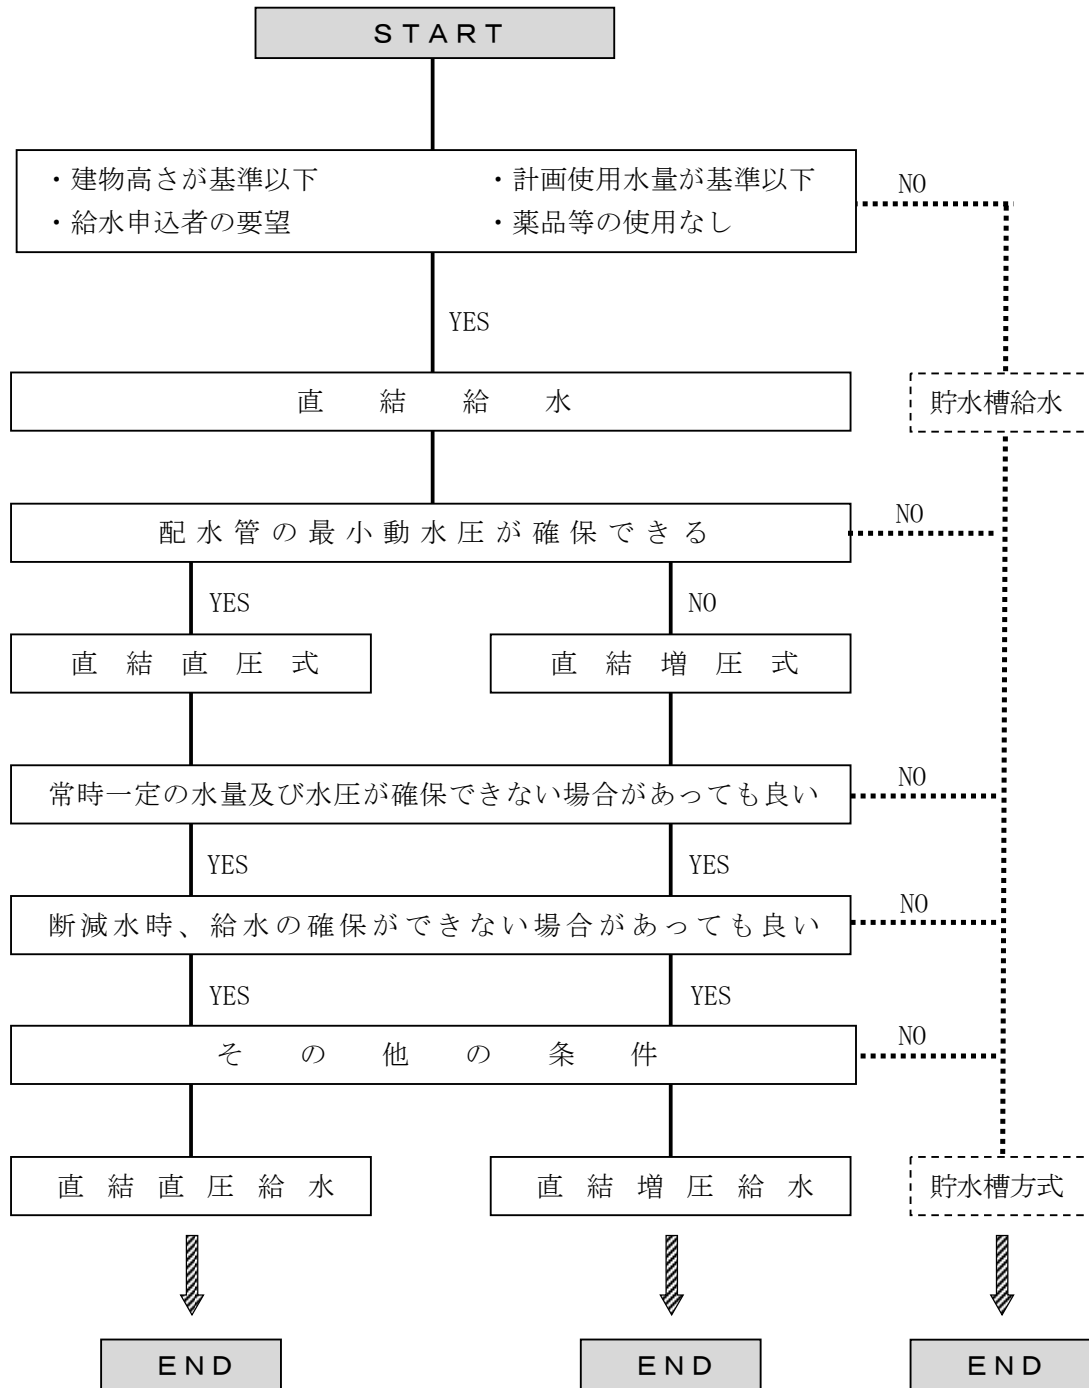 START
・建物高さが基準以下 ・計画使用水量が基準以下
・給水申込者の要望 ・薬品等の使用なし
NO
YES
直結給水
貯水槽給水
配水管の最小動水圧が確保できる
NO
YES
NO
直結直圧式
直結増圧式
常時一定の水量及び水圧が確保できない場合があっても良い
NO
YES
YES
断減水時、給水の確保ができない場合があっても良い
NO
YES
YES
その他の条件
NO
直結直圧給水
直結増圧給水
貯水槽方式
END
END
END